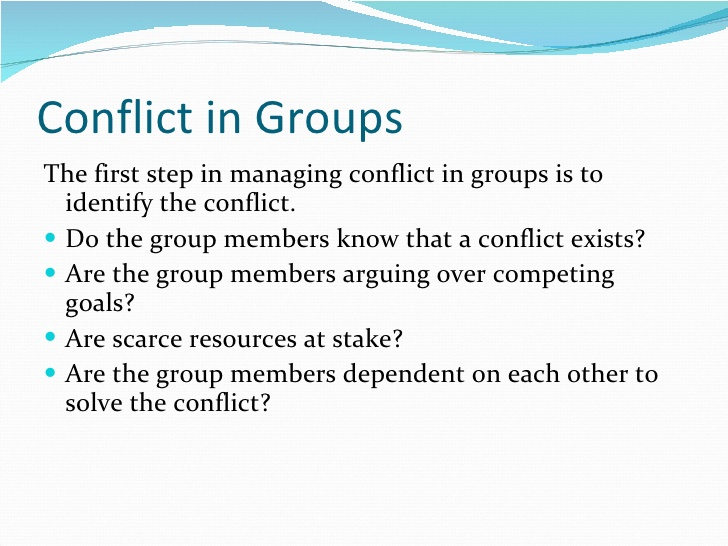 Conflict in Groups
The first step in managing conflict in groups is to
identify the conflict.
• Do the group members know that a conflict exists?
• Are the group members arguing over competing
goals?
• Are scarce resources at stake?
• Are the group members dependent on each other to
solve the conflict?